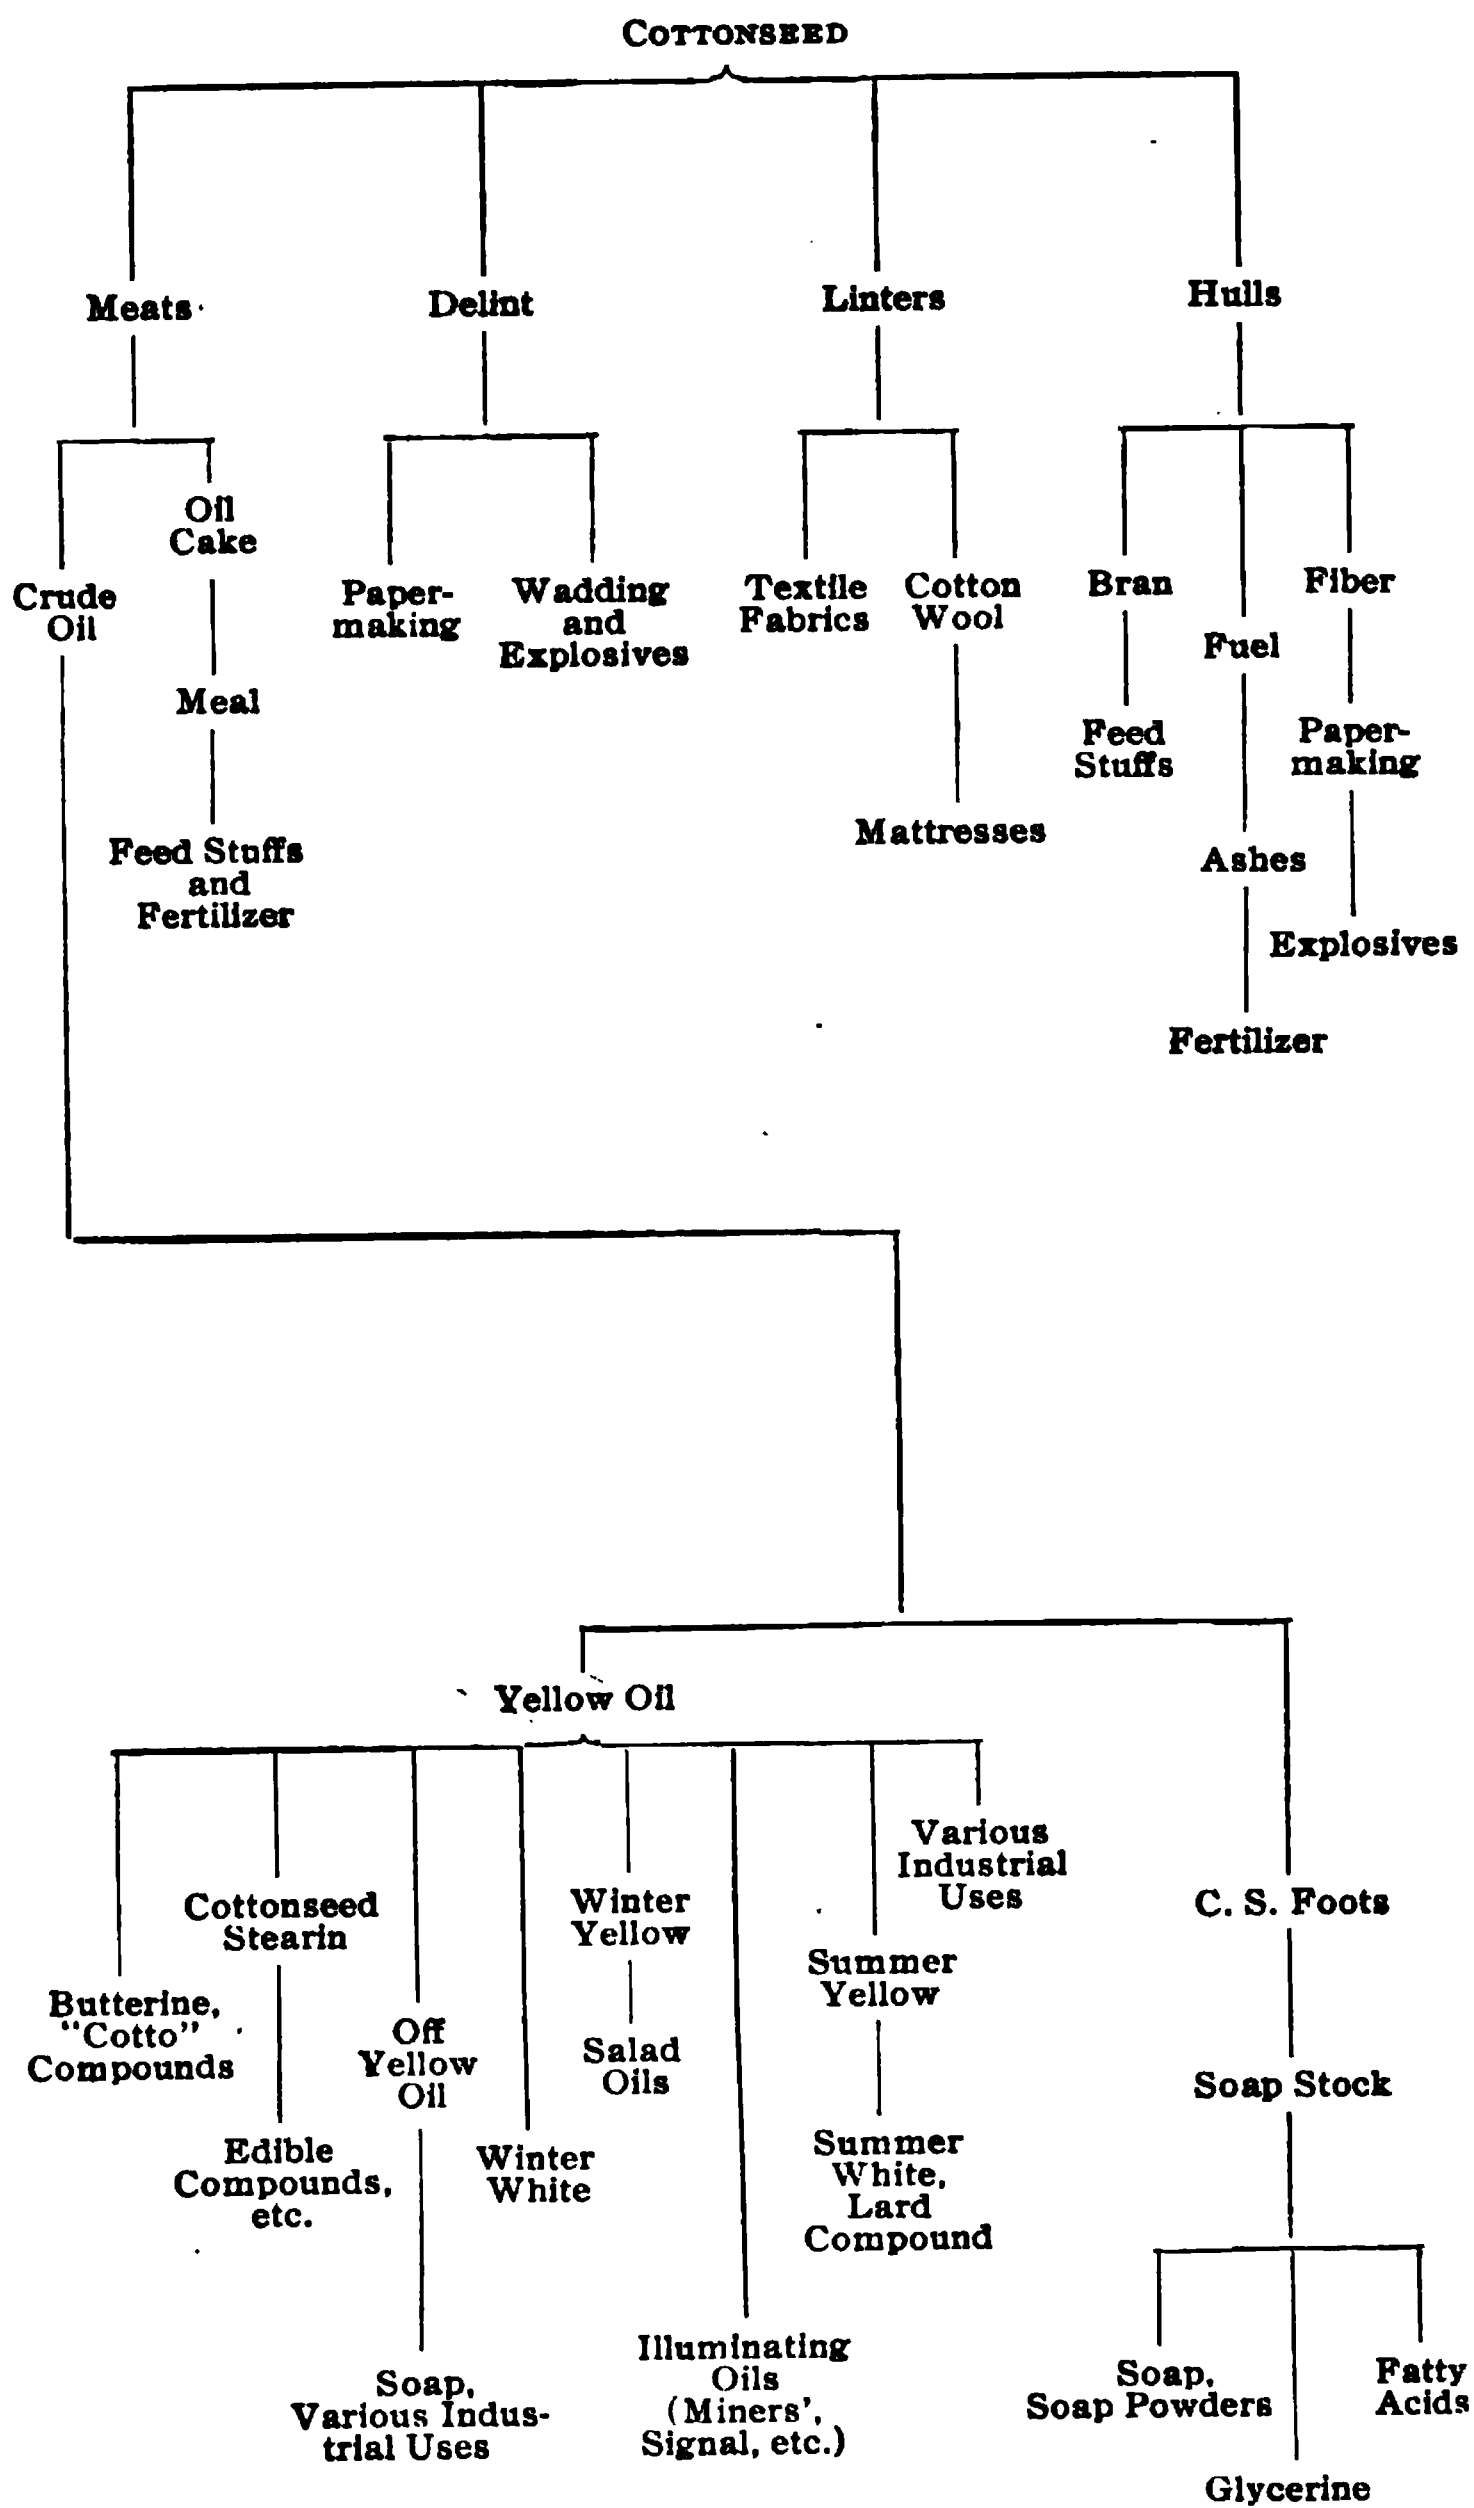 COTTONSEED
Meats
Delint
Linters
Hulls
Crude
Oil
Oil
Cake
Meal
Feed Stuffs
and
Fertilizer
Paper-
making
Wadding
and
Explosives
Textile
Fabrics
Cotton
Wool
Mattresses
Bran
Feed
Stuffs
Fuel
Ashes
Fertilizer
Fiber
Paper-
making
Explosives
Yellow Oil
Butterine,
"Cotto"
Compounds
Cottonseed
Stearin
Edible
Compounds,
etc.
Off
Yellow
Oil
Soap,
Various Indus-
trial Uses
Winter
White
Winter
Yellow
Salad
Oils
Illuminating
Oils
(Miners',
Signal, etc.)
Summer
Yellow
Summer
White,
Lard
Compound
Various
Industrial
Uses
C. S. Foots
Soap Stock
Soap,
Soap Powders
Glycerine
Fatty
Acids